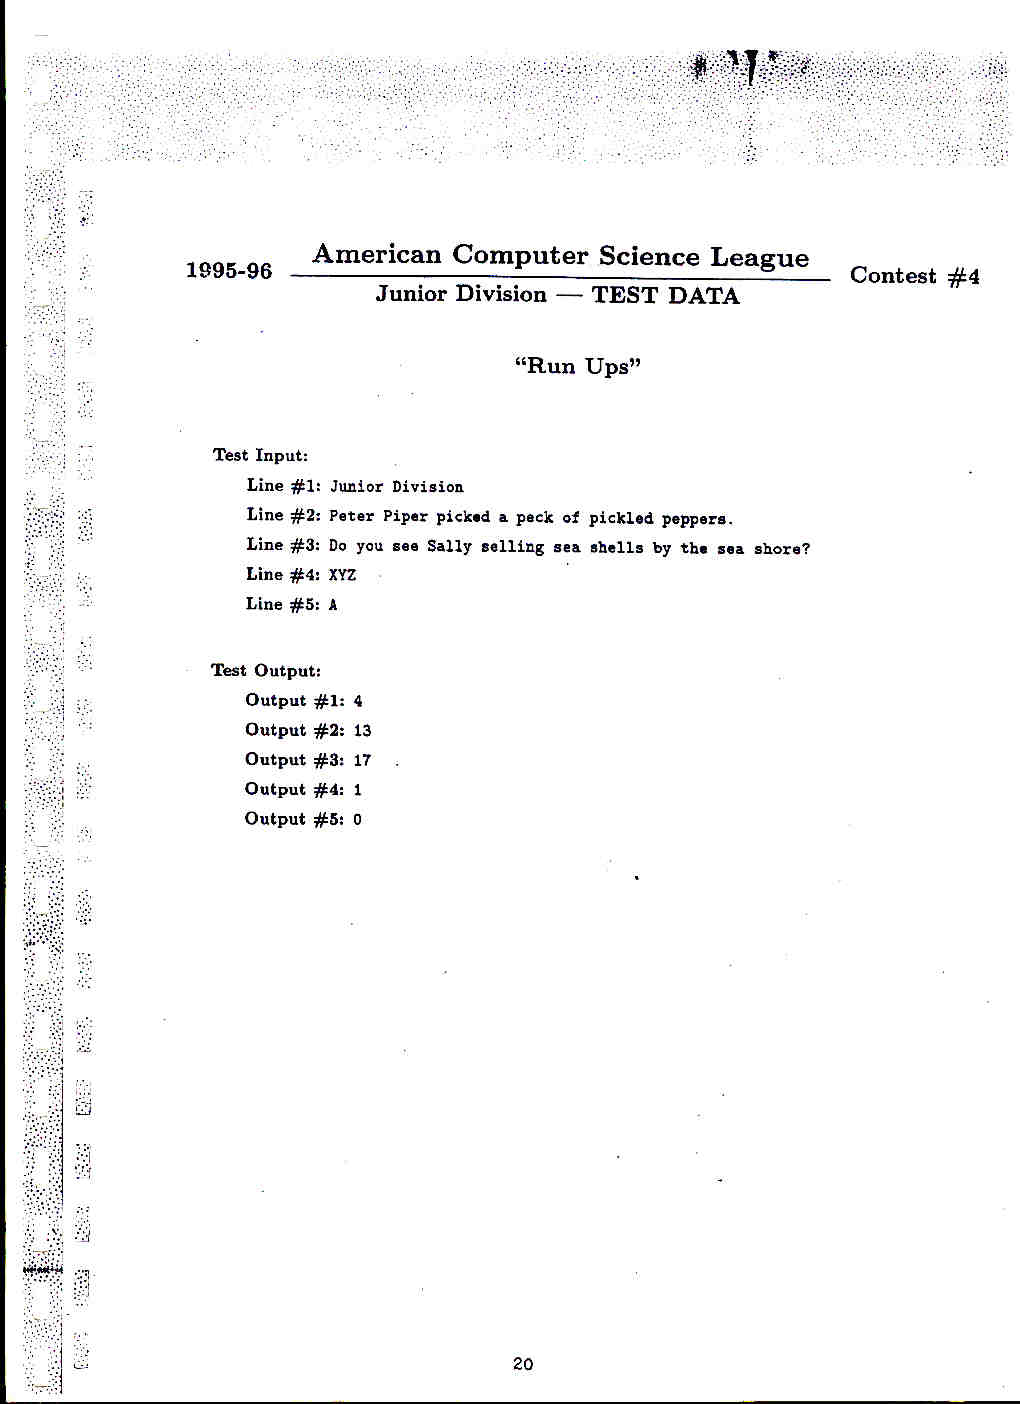 American Computer Science League
1995-96
Contest #4
Junior Division — TEST DATA
“Run Ups”
Test Input:
Line #1: Junior Division
Line #2: Peter Piper picked a peck of pickled peppers.
Line #3: Do you see Sally selling sea shells by the sea shore?
Line #4: XYZ
Line #5: A
Test Output:
Output #1: 4
Output #2: 13
Output #3: 17
Output #4: 1
Output #5: 0
20